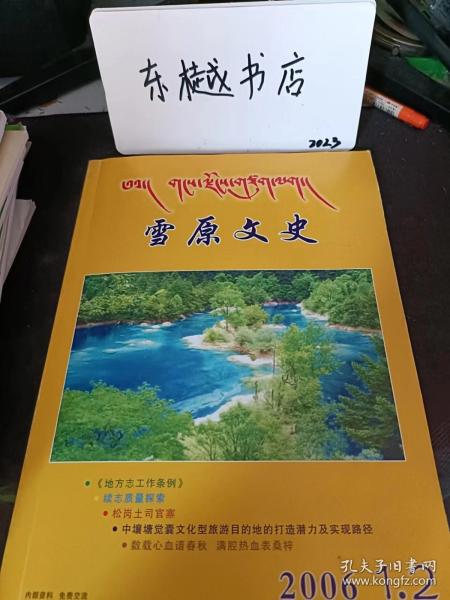 东樾书店
2023
雪原文史
•《地方志工作条例》
•续志质量探索
•松岗土司官寨
•中壤塘觉囊文化型旅游目的地的打造潜力及实现路径
•数载心血谱春秋 满腔热血表桑梓
2006 1.2
内部资料 免费交流
孔夫子旧书网
www.kongfz.com